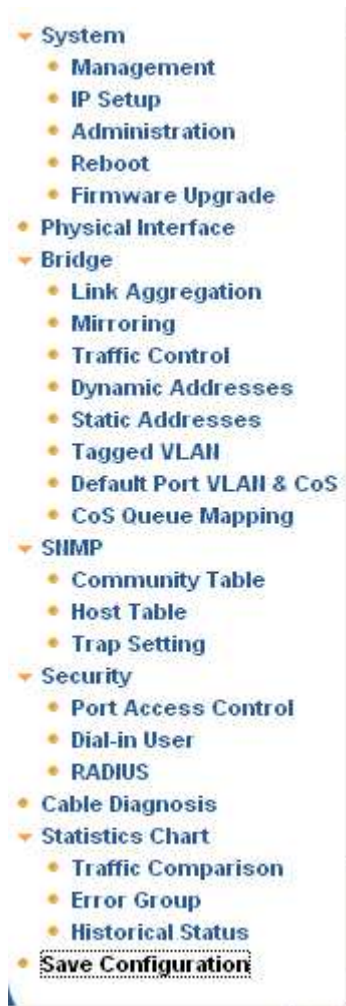 System
Management
IP Setup
Administration
Reboot
Firmware Upgrade
Physical Interface
Bridge
Link Aggregation
Mirroring
Traffic Control
Dynamic Addresses
Static Addresses
Tagged VLAN
Default Port VLAN & CoS
CoS Queue Mapping
SNMP
Community Table
Host Table
Trap Setting
Security
Port Access Control
Dial-in User
RADIUS
Cable Diagnosis
Statistics Chart
Traffic Comparison
Error Group
Historical Status
Save Configuration